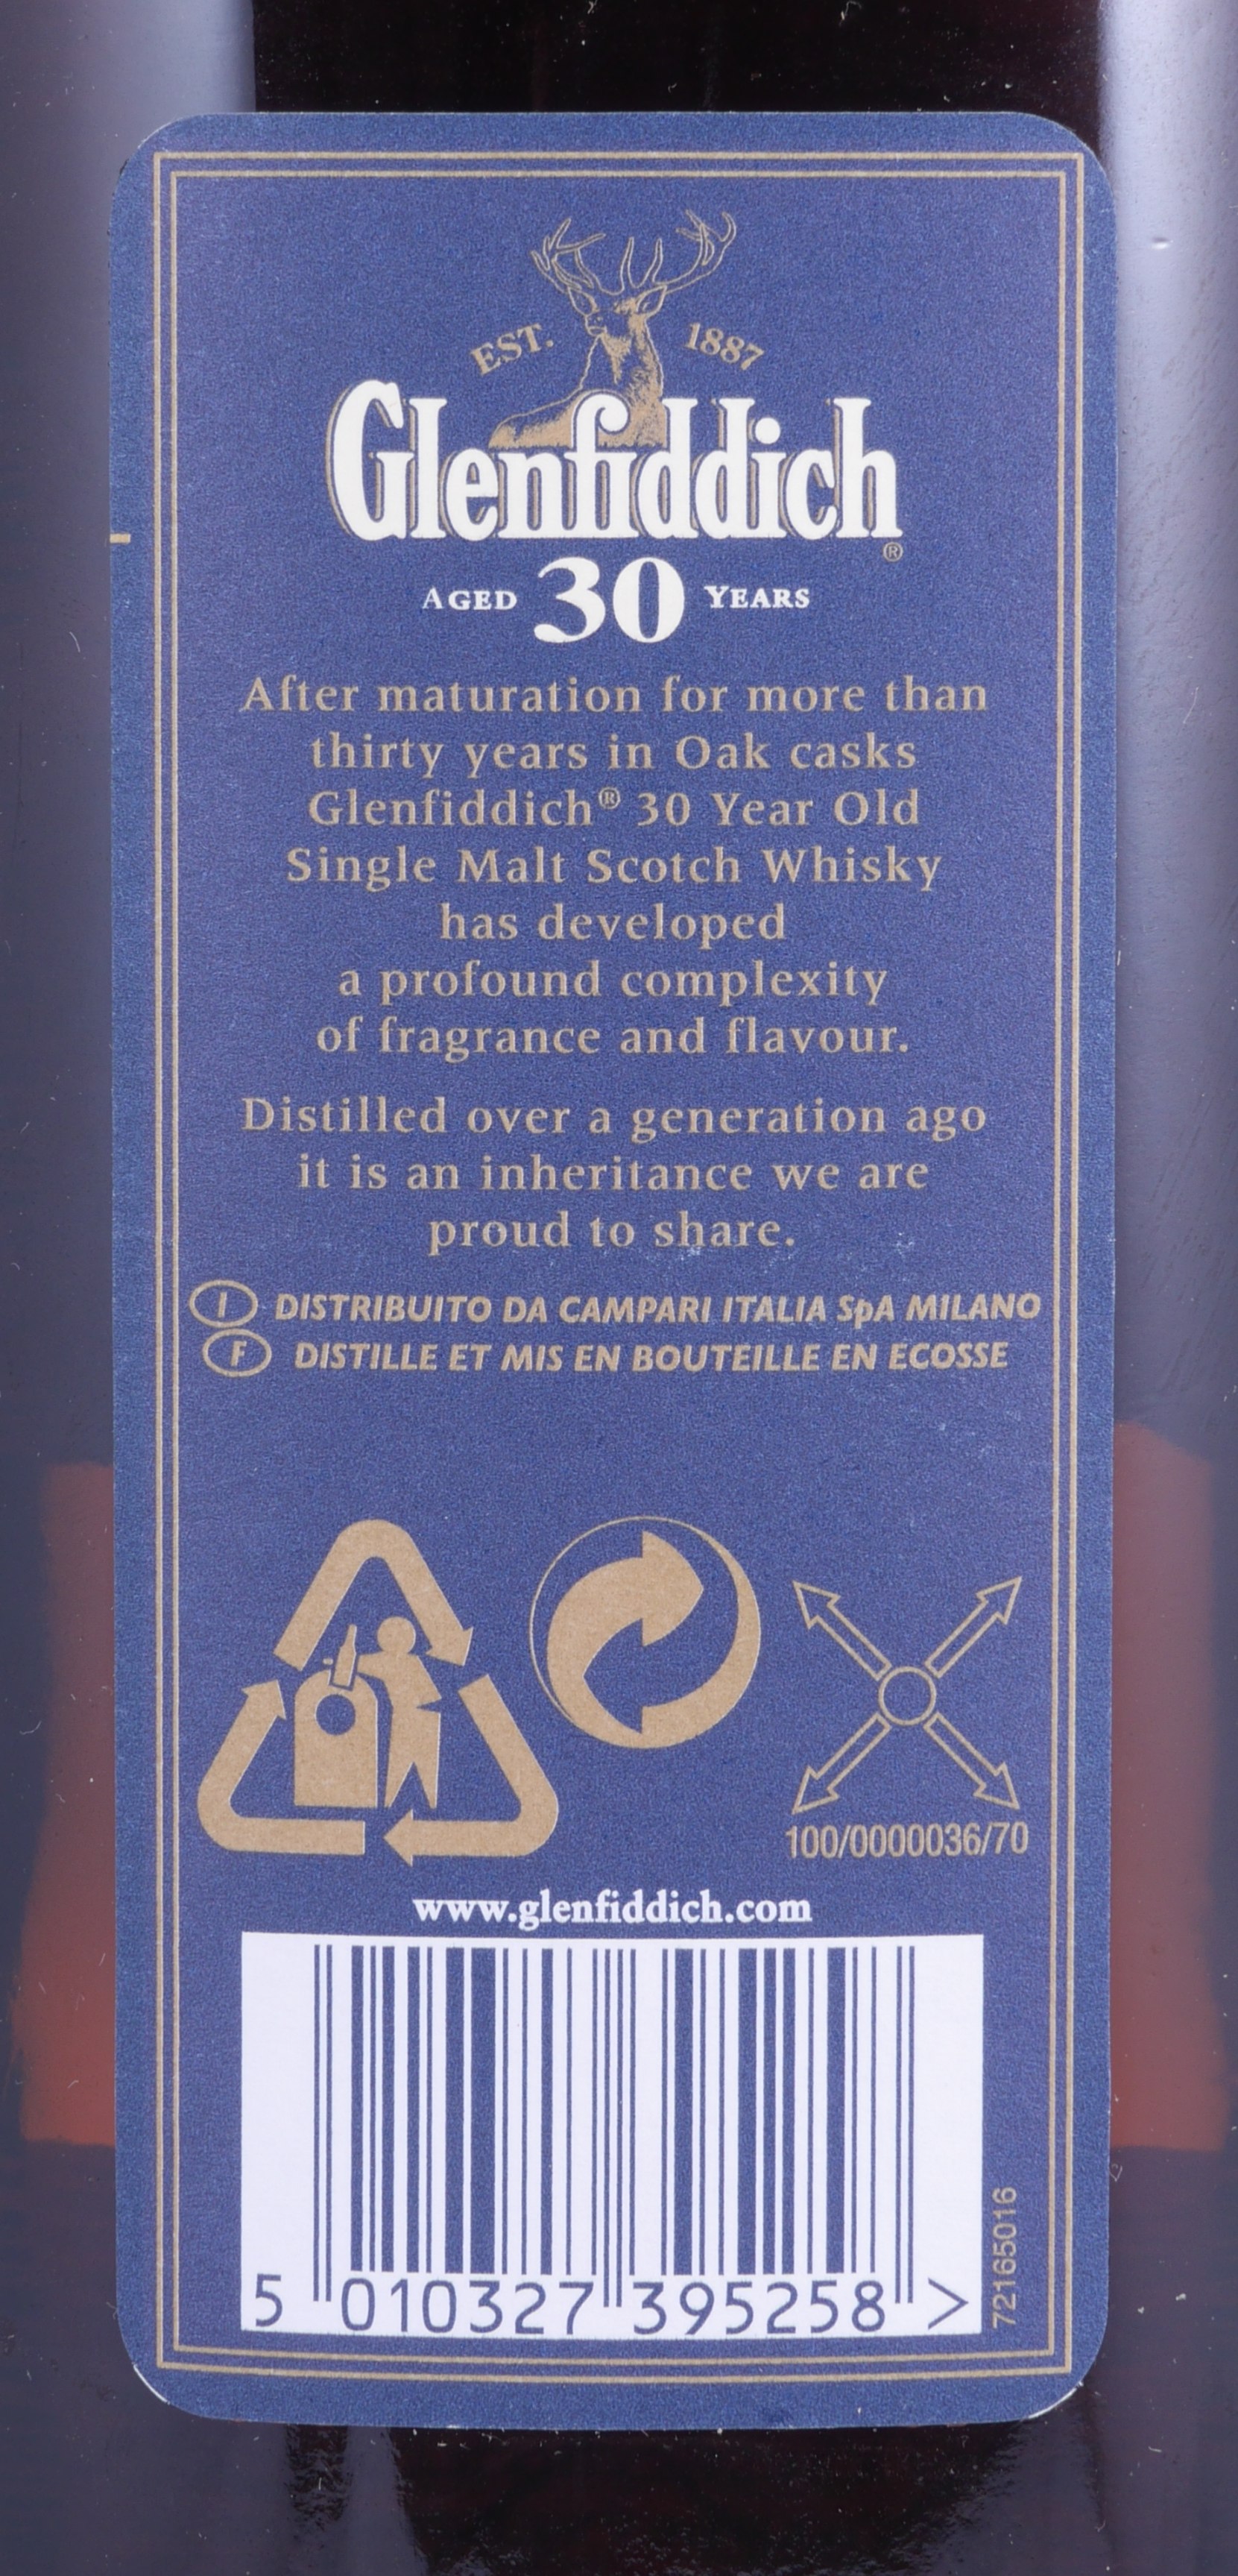 EST. 1887
Glenfiddich®
AGED 30 YEARS
After maturation for more than
thirty years in Oak casks
Glenfiddich® 30 Year Old
Single Malt Scotch Whisky
has developed
a profound complexity
of fragrance and flavour.
Distilled over a generation ago
it is an inheritance we are
proud to share.
I DISTRIBUITO DA CAMPARI ITALIA SpA MILANO
F DISTILLE ET MIS EN BOUTEILLE EN ECOSSE
100/0000036/70
www.glenfiddich.com
5 010327 395258 >
72165016